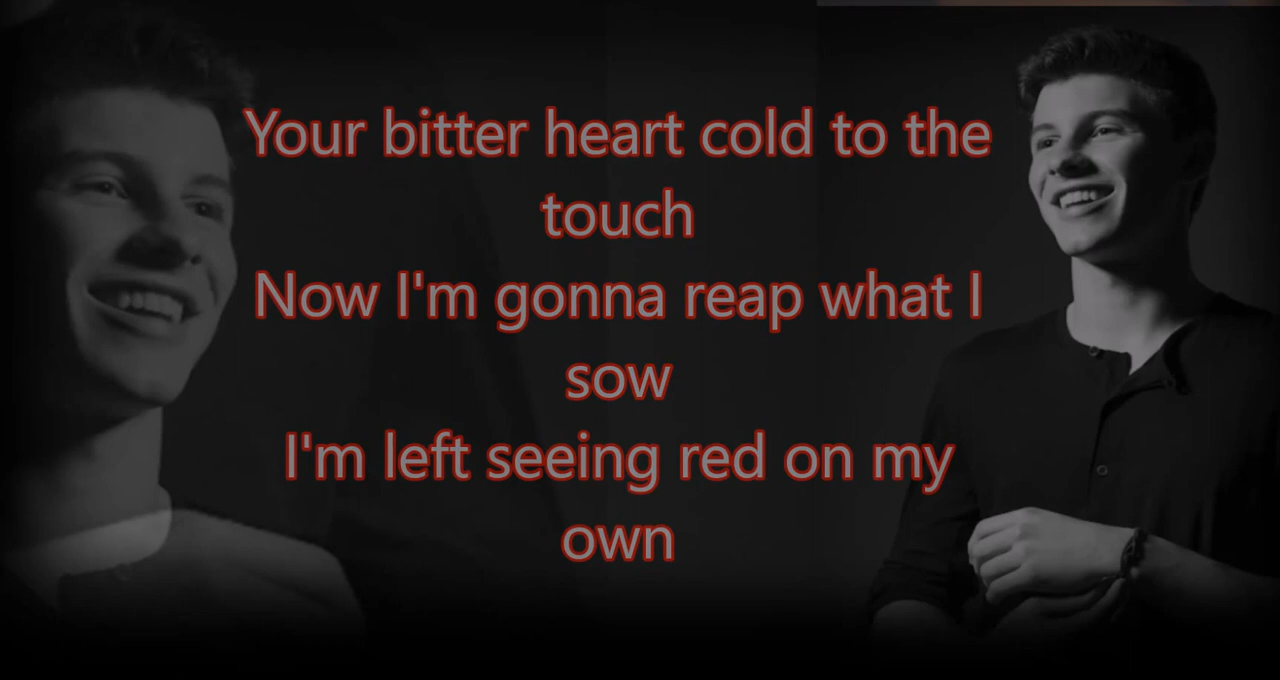 Your bitter heart cold to the
touch
Now I'm gonna reap what I
sow
I'm left seeing red on my
own